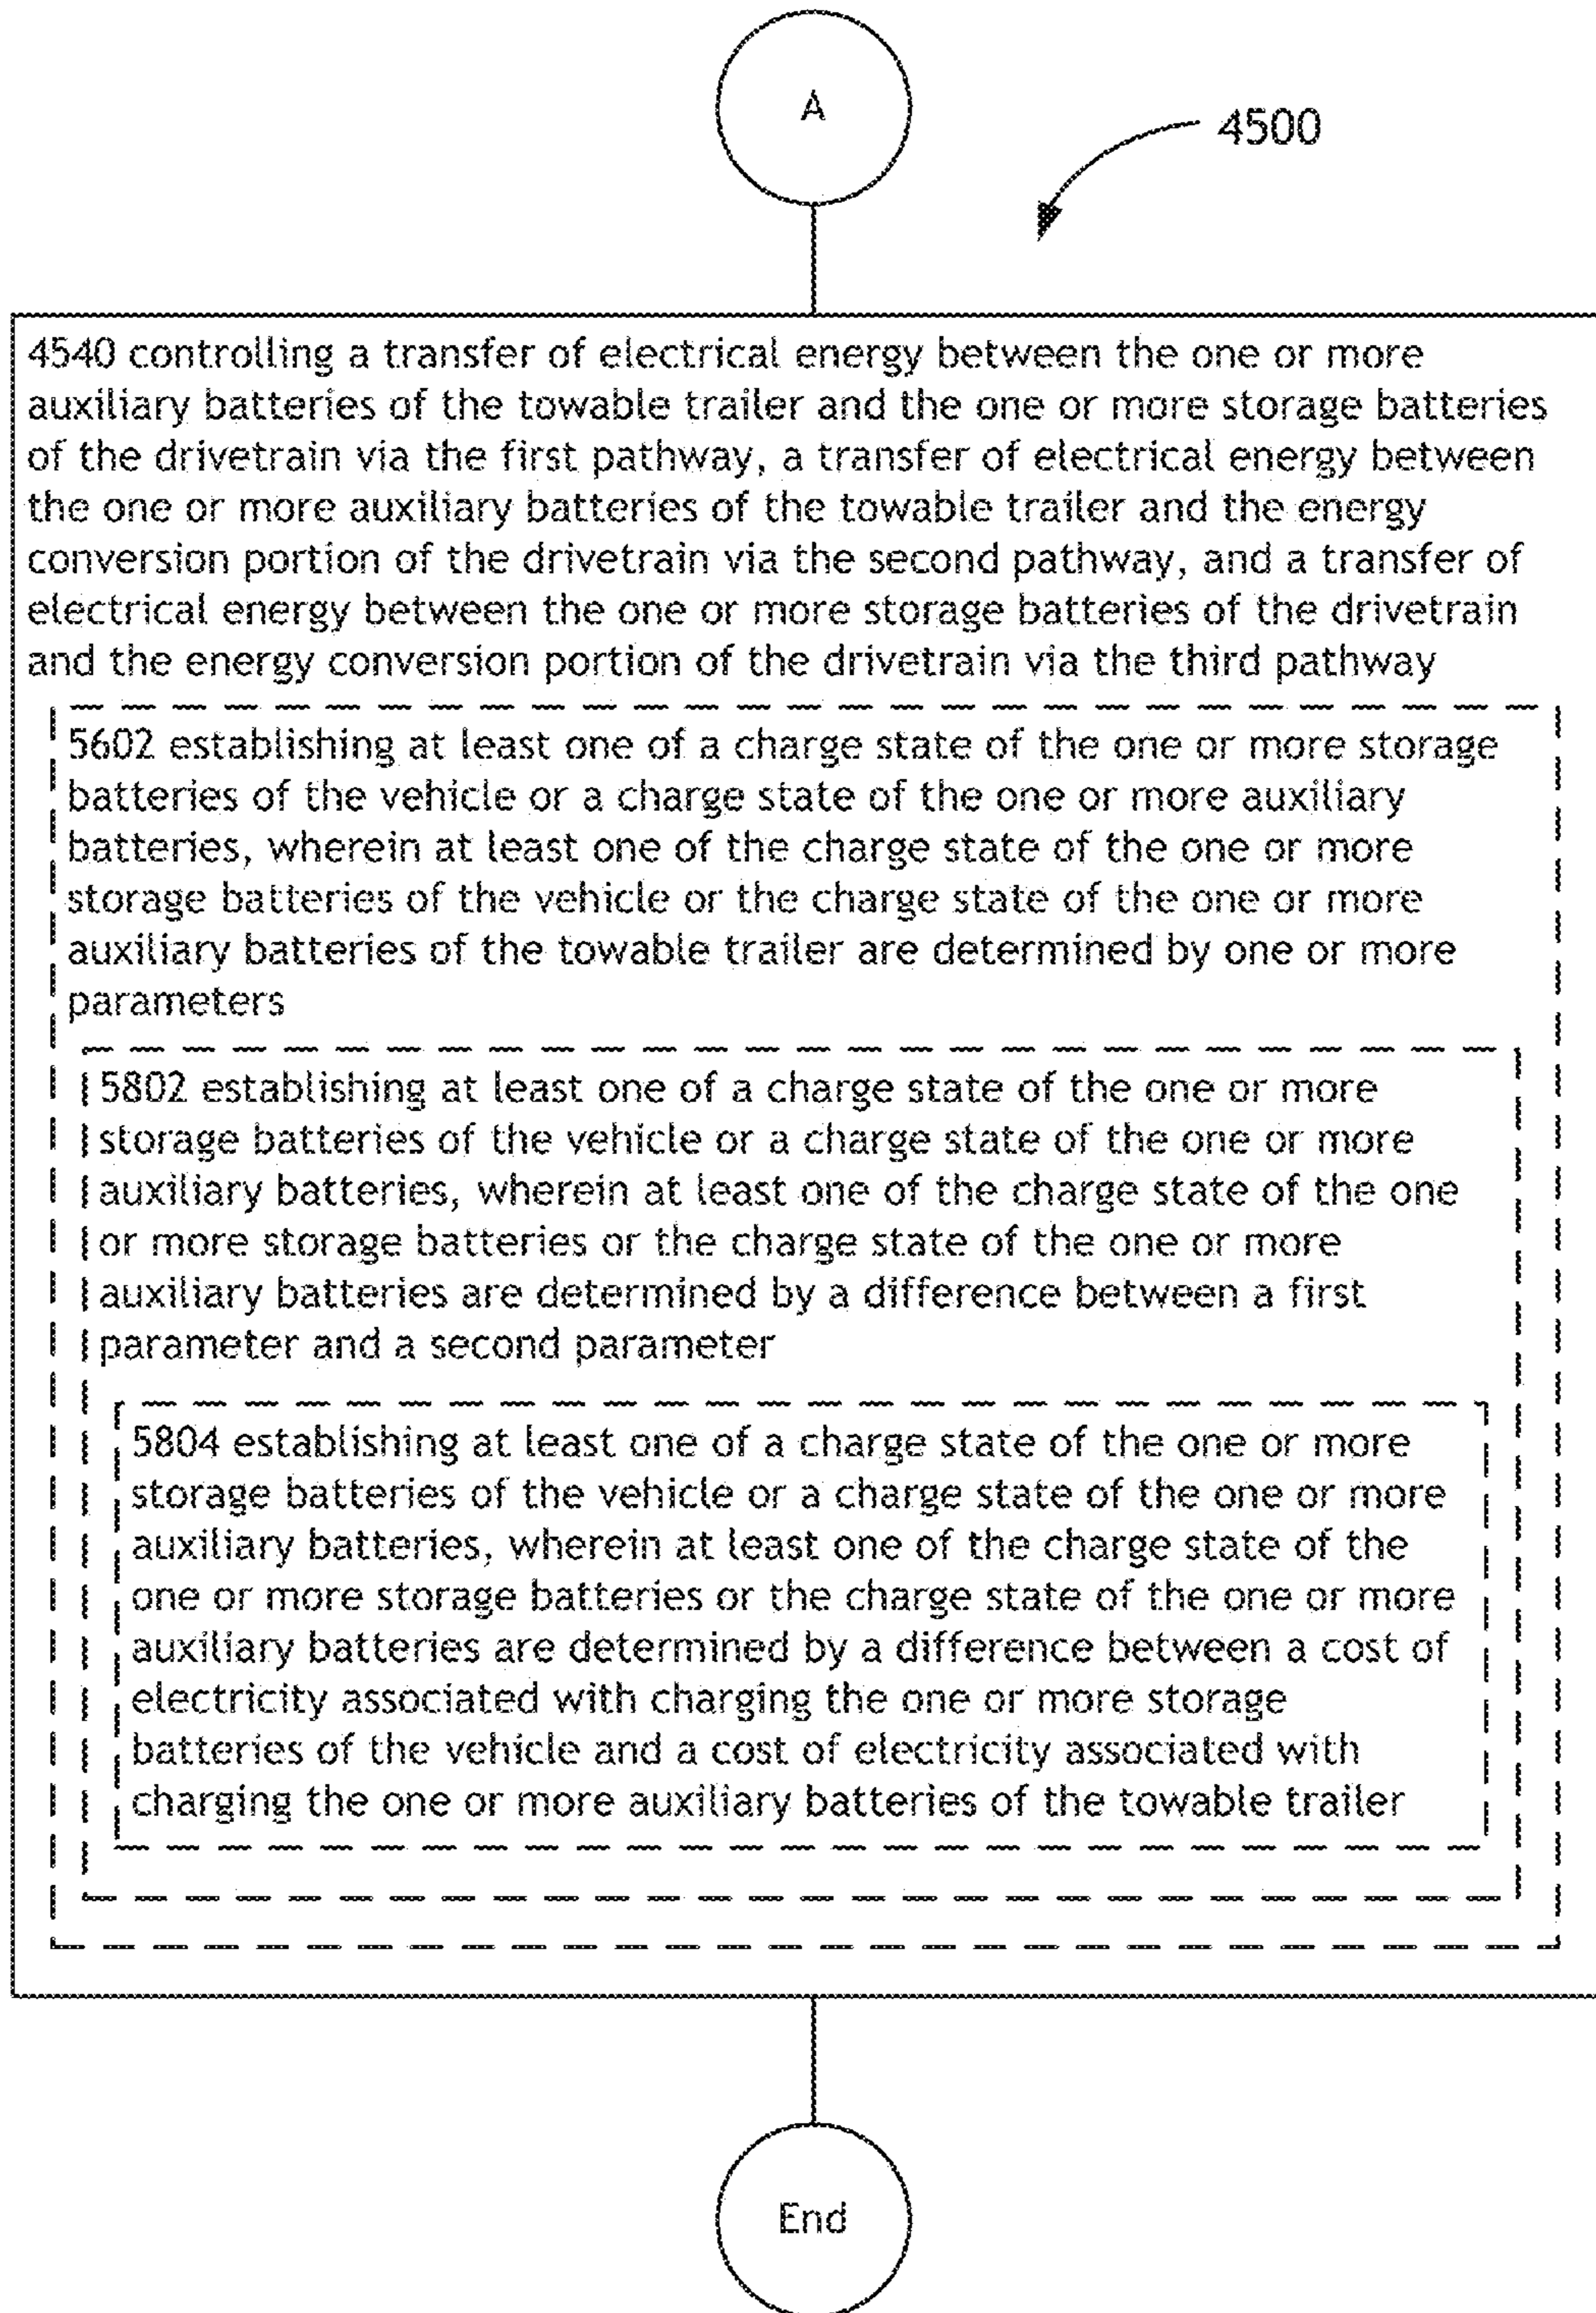 A
4500
4540 controlling a transfer of electrical energy between the one or more
auxiliary batteries of the towable trailer and the one or more storage batteries
of the drivetrain via the first pathway, a transfer of electrical energy between
the one or more auxiliary batteries of the towable trailer and the energy
conversion portion of the drivetrain via the second pathway, and a transfer of
electrical energy between the one or more storage batteries of the drivetrain
and the energy conversion portion of the drivetrain via the third pathway
5602 establishing at least one of a charge state of the one or more storage
batteries of the vehicle or a charge state of the one or more auxiliary
batteries, wherein at least one of the charge state of the one or more
storage batteries of the vehicle or the charge state of the one or more
auxiliary batteries of the towable trailer are determined by one or more
parameters
5802 establishing at least one of a charge state of the one or more
storage batteries of the vehicle or a charge state of the one or more
auxiliary batteries, wherein at least one of the charge state of the one
or more storage batteries or the charge state of the one or more
auxiliary batteries are determined by a difference between a first
parameter and a second parameter
5804 establishing at least one of a charge state of the one or more
storage batteries of the vehicle or a charge state of the one or more
auxiliary batteries, wherein at least one of the charge state of the
one or more storage batteries or the charge state of the one or more
auxiliary batteries are determined by a difference between a cost of
electricity associated with charging the one or more storage
batteries of the vehicle and a cost of electricity associated with
charging the one or more auxiliary batteries of the towable trailer
End